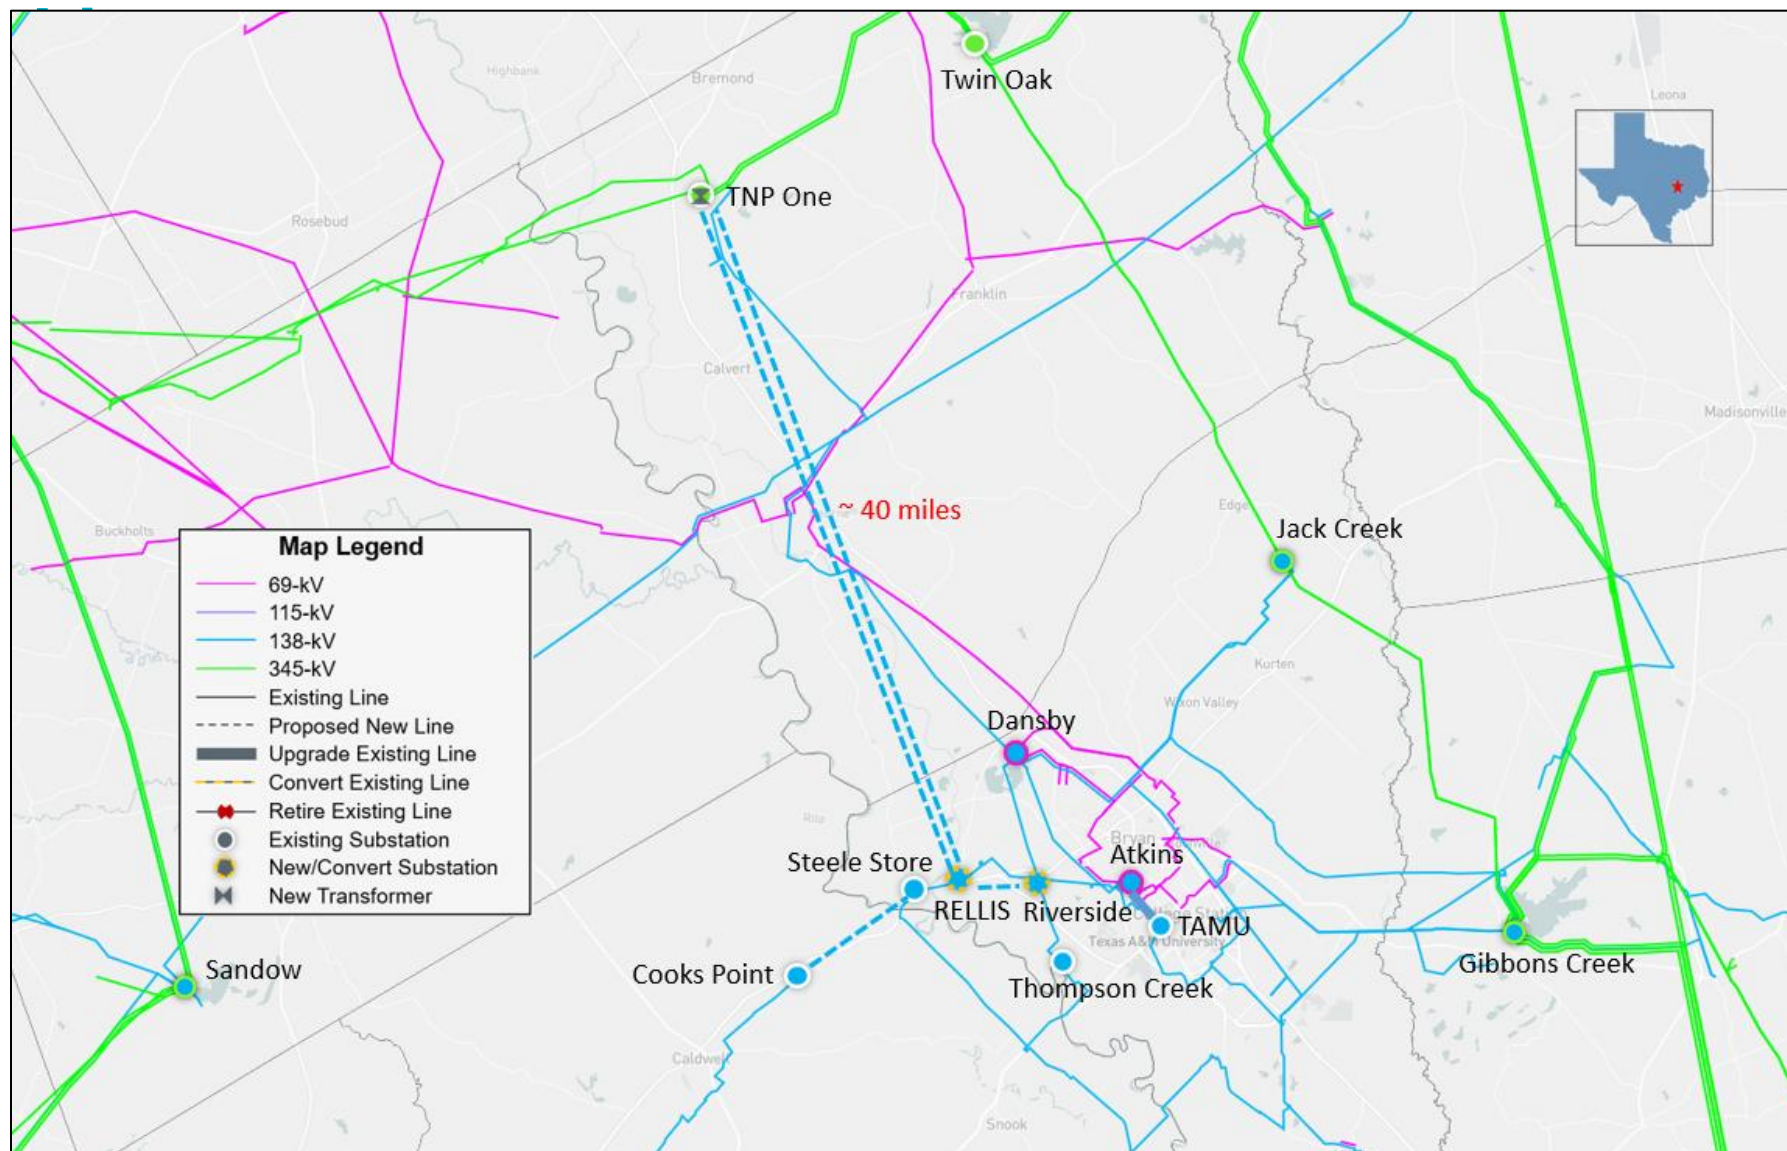 Highbank
Bremond
Twin Oak
Leona
TNP One
Rosebud
Franklin
Calvert
Madisonville
~ 40 miles
Edge
Buckholts
Jack Creek
Map Legend
69-kV
115-kV
138-kV
345-kV
Existing Line
Proposed New Line
Upgrade Existing Line
Convert Existing Line
Retire Existing Line
Existing Substation
New/Convert Substation
New Transformer
Kurten
Wixon Valley
Dansby
Rita
Bryan
Steele Store
Atkins
RELLIS
Riverside
TAMU
Texas A&M University
Gibbons Creek
Sandow
Cooks Point
Thompson Creek
Caldwell
Snook